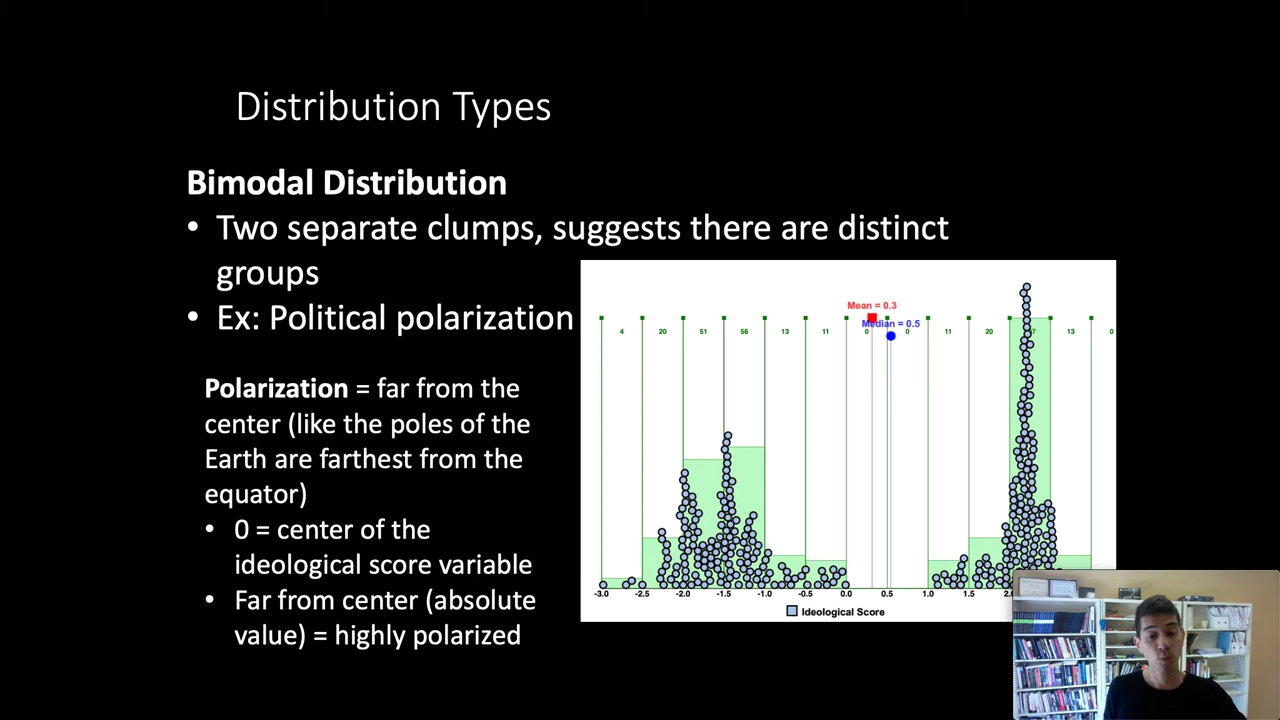 Distribution Types
Bimodal Distribution
• Two separate clumps, suggests there are distinct
groups
• Ex: Political polarization
Polarization = far from the
center (like the poles of the
Earth are farthest from the
equator)
• 0 = center of the
ideological score variable
• Far from center (absolute
value) = highly polarized
Mean = 0.3
Median = 0.5
4 20 51 56 13 11 0 0 11 20 7 13 0
-3.0 -2.5 -2.0 -1.5 -1.0 -0.5 0.0 0.5 1.0 1.5 2.0
Ideological Score